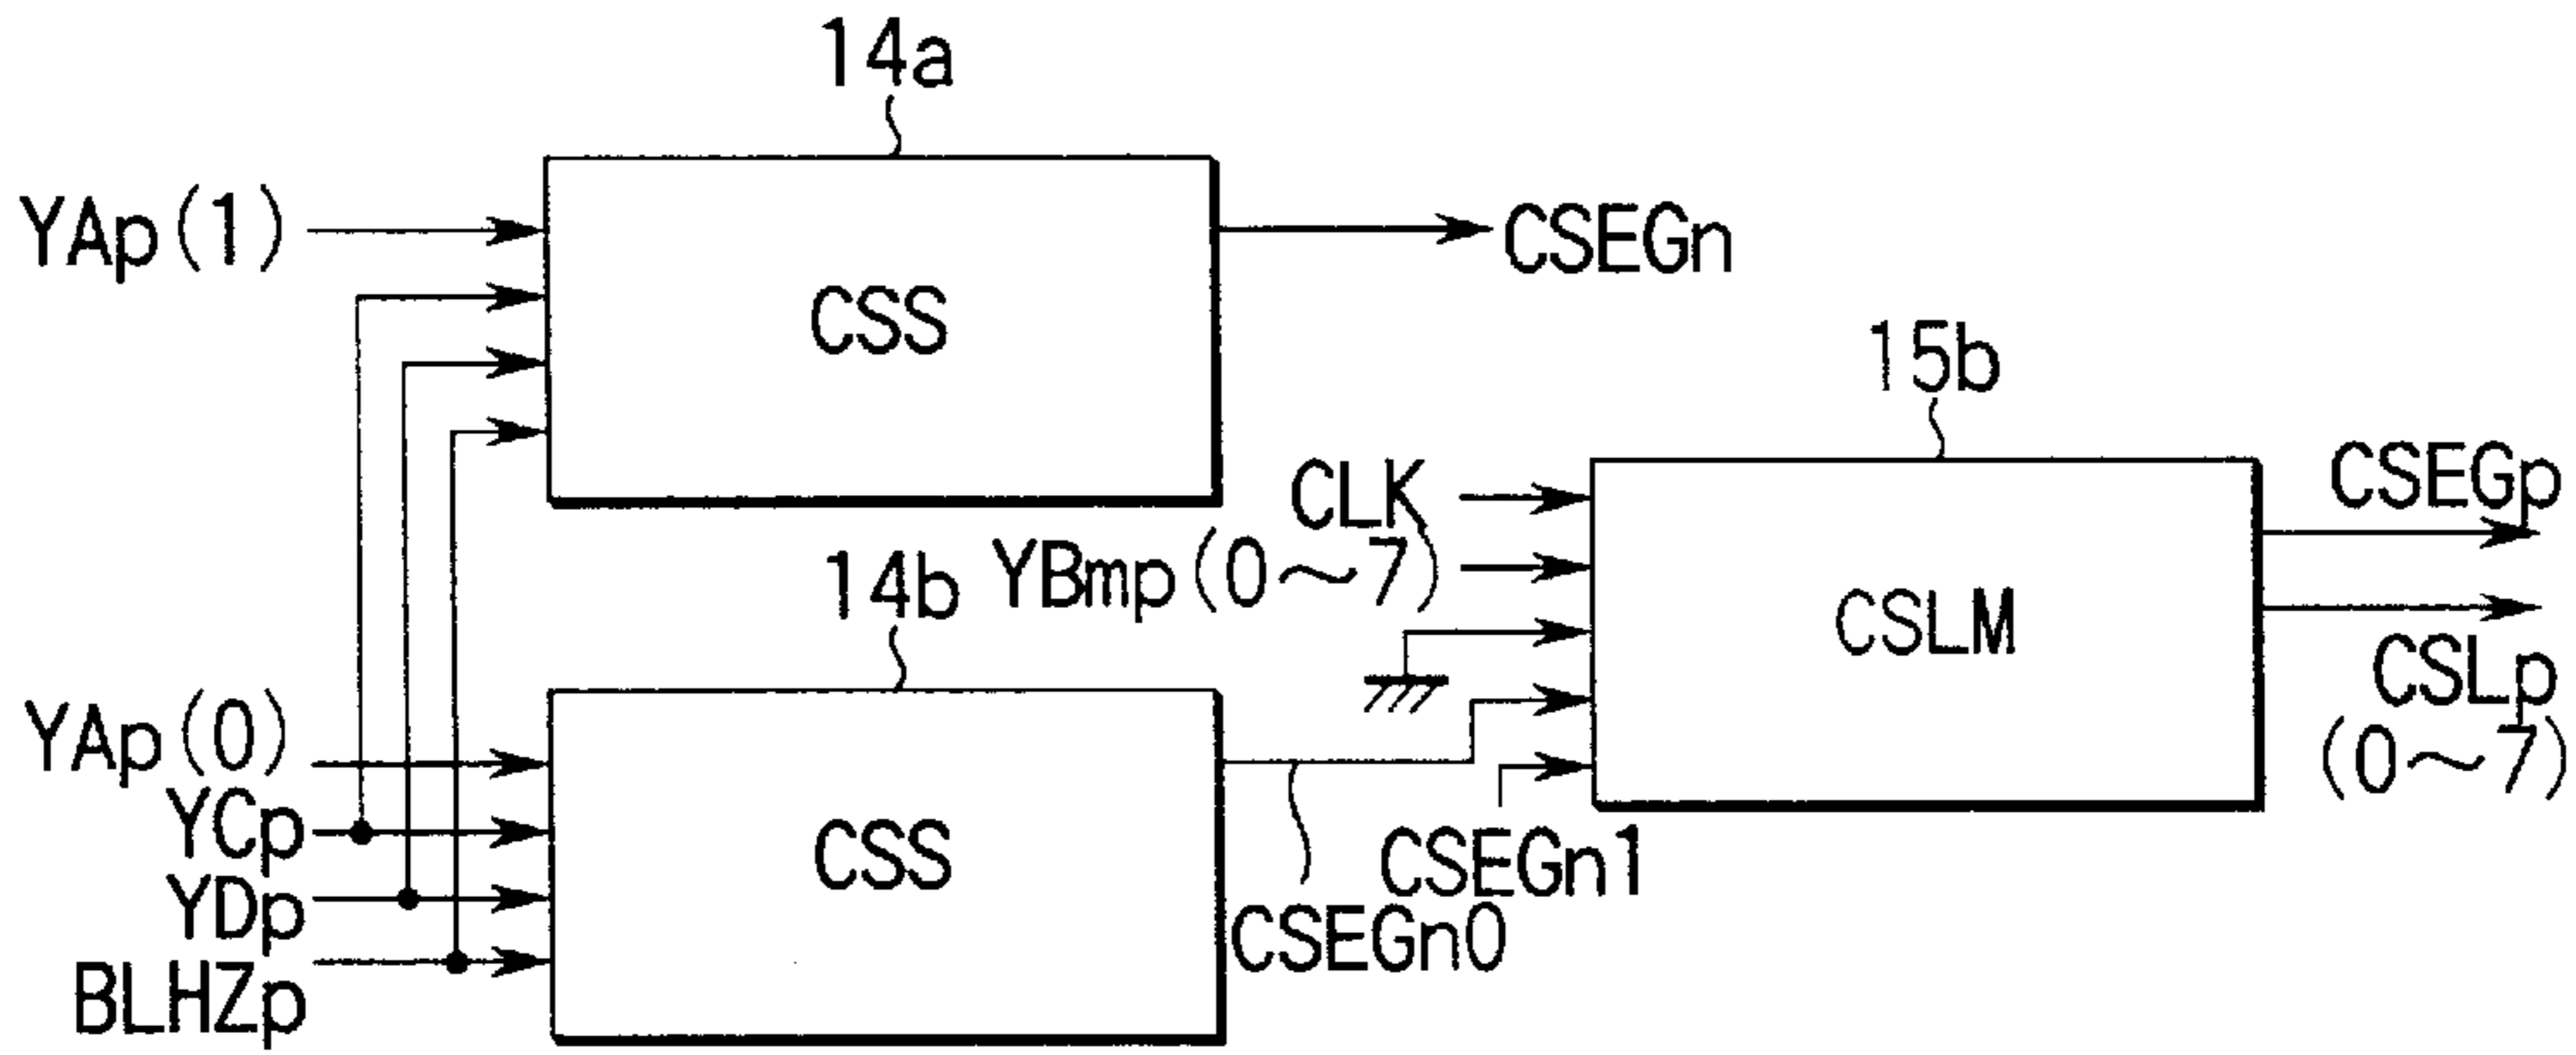 14a
YAp(1)
CSS
CSEGn
15b
CLK
YBmp(0~7)
CSLM
CSEGp
CSLp
(0~7)
14b
YAp(0)
YCp
YDp
BLHZp
CSS
CSEGn1
CSEGn0